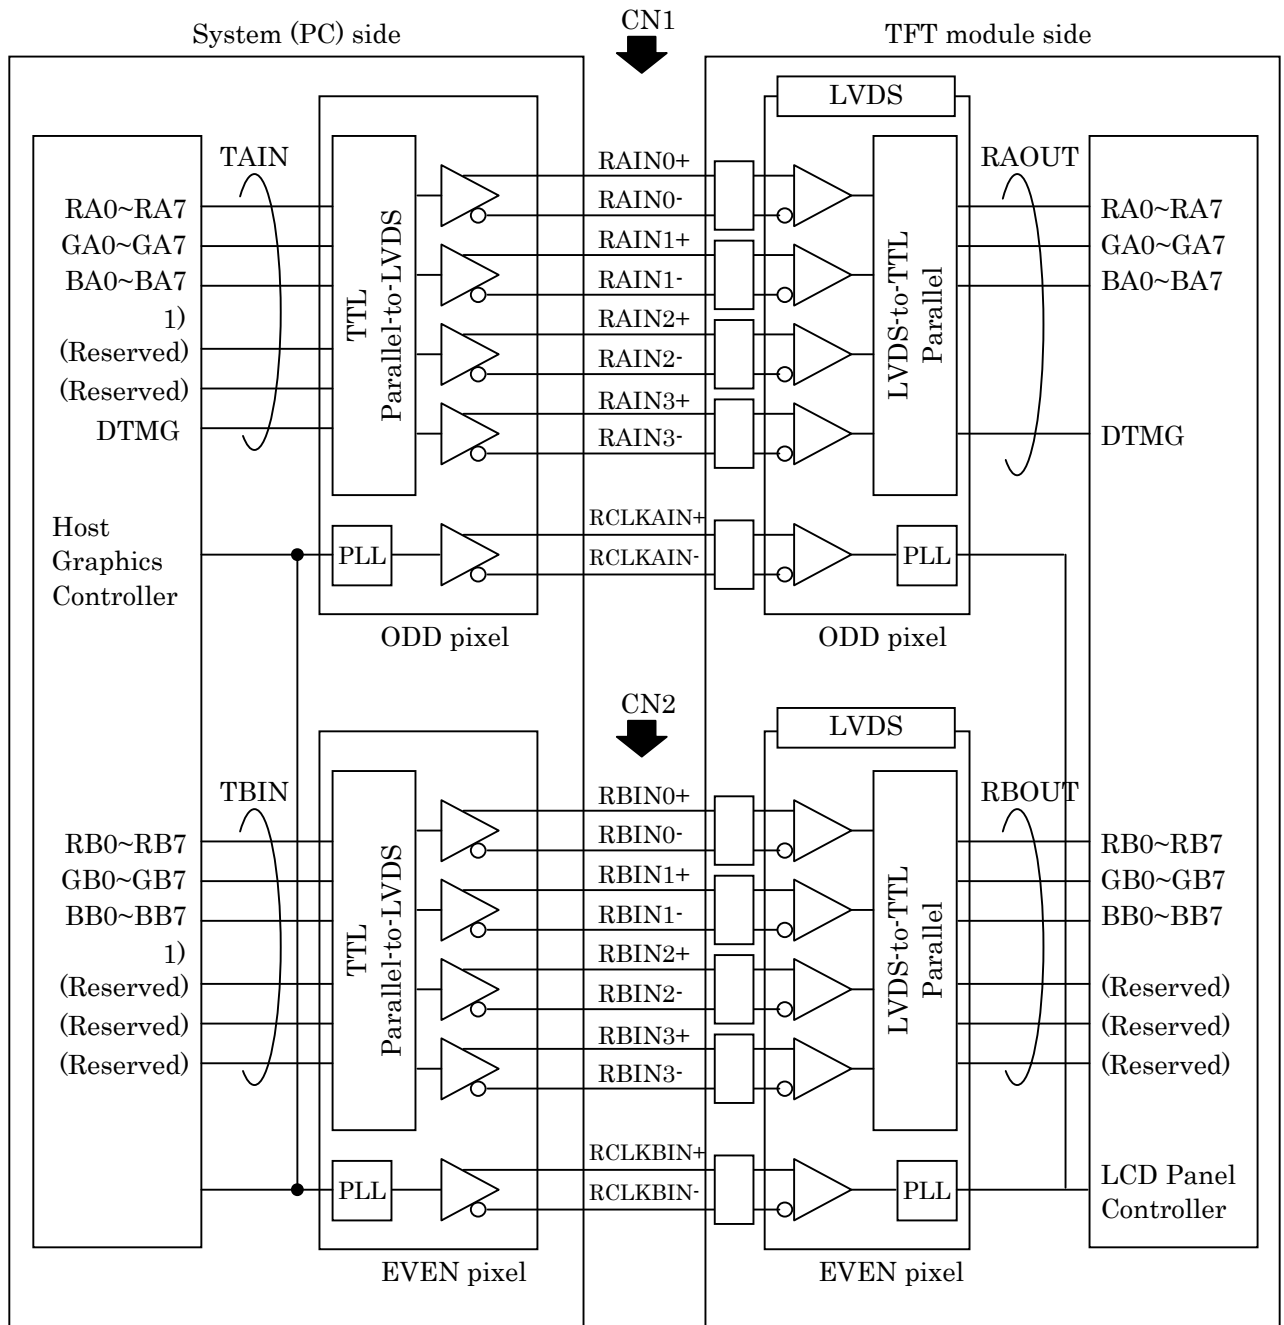 System (PC) side
CN1
TFT module side
LVDS
TAIN
RAOUT
RA0~RA7
GA0~GA7
BA0~BA7
1)
(Reserved)
(Reserved)
DTMG
TTL
Parallel-to-LVDS
RAIN0+
RAIN0-
RAIN1+
RAIN1-
RAIN2+
RAIN2-
RAIN3+
RAIN3-
LVDS-to-TTL
Parallel
RA0~RA7
GA0~GA7
BA0~BA7
DTMG
Host
Graphics
Controller
PLL
RCLKAIN+
RCLKAIN-
PLL
ODD pixel
ODD pixel
CN2
LVDS
TBIN
RBOUT
RB0~RB7
GB0~GB7
BB0~BB7
1)
(Reserved)
(Reserved)
(Reserved)
TTL
Parallel-to-LVDS
RBIN0+
RBIN0-
RBIN1+
RBIN1-
RBIN2+
RBIN2-
RBIN3+
RBIN3-
LVDS-to-TTL
Parallel
RB0~RB7
GB0~GB7
BB0~BB7
(Reserved)
(Reserved)
(Reserved)
PLL
RCLKBIN+
RCLKBIN-
PLL
LCD Panel
Controller
EVEN pixel
EVEN pixel